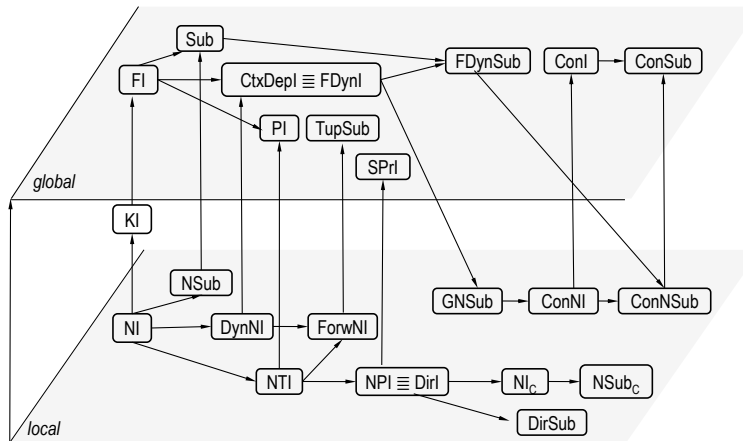 Sub
FDynSub
ConI
ConSub
FI
CtxDepI ≡ FDynI
PI
TupSub
SPrI
global
KI
NSub
GNSub
ConNI
ConNSub
NI
DynNI
ForwNI
NTI
NPI ≡ DirI
NI_C
NSub_C
DirSub
local